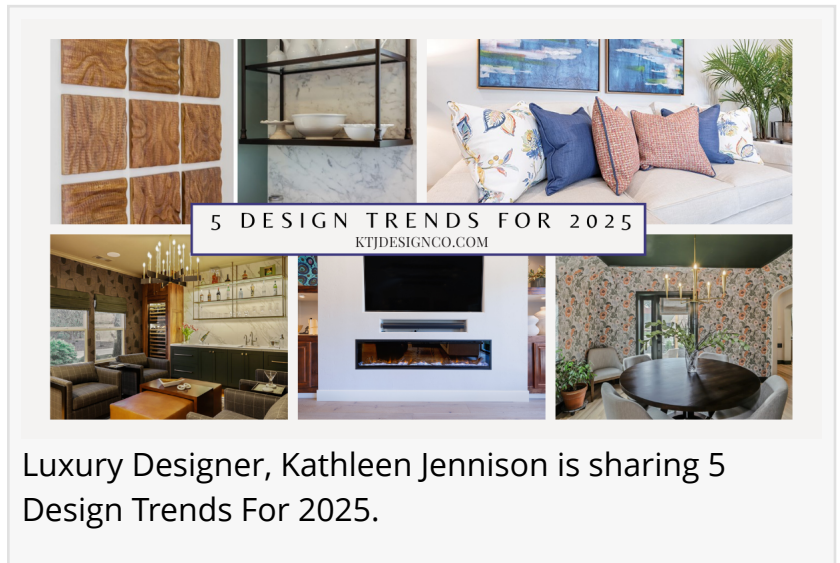 5 DESIGN TRENDS FOR 2025
KTJDESIGNCO.COM
Luxury Designer, Kathleen Jennison is sharing 5
Design Trends For 2025.